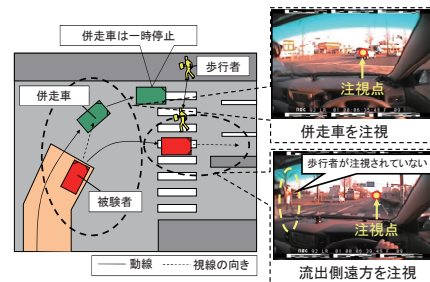 併走車は一時停止
歩行者
併走車
被験者
動線
視線の向き
注視点
併走車を注視
歩行者が注視されていない
注視点
流出側遠方を注視